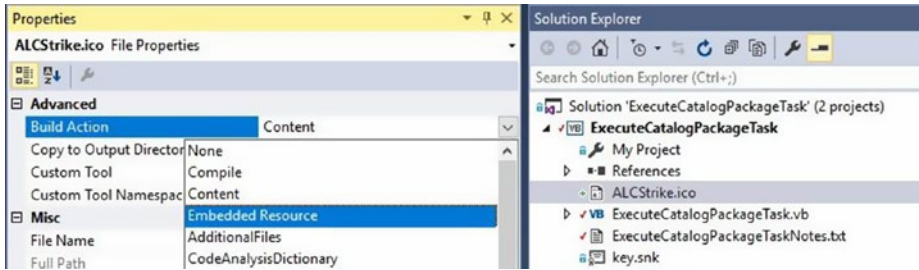 Properties
ALCStrike.ico File Properties
Advanced
Build Action Content
Copy to Output Director
Custom Tool
Custom Tool Namespac
Misc
File Name
Full Path
None
Compile
Content
Embedded Resource
AdditionalFiles
CodeAnalysisDictionary
Solution Explorer
Search Solution Explorer (Ctrl+;)
Solution 'ExecuteCatalogPackageTask' (2 projects)
VB ExecuteCatalogPackageTask
My Project
References
ALCStrike.ico
VB ExecuteCatalogPackageTask.vb
ExecuteCatalogPackageTaskNotes.txt
key.snk